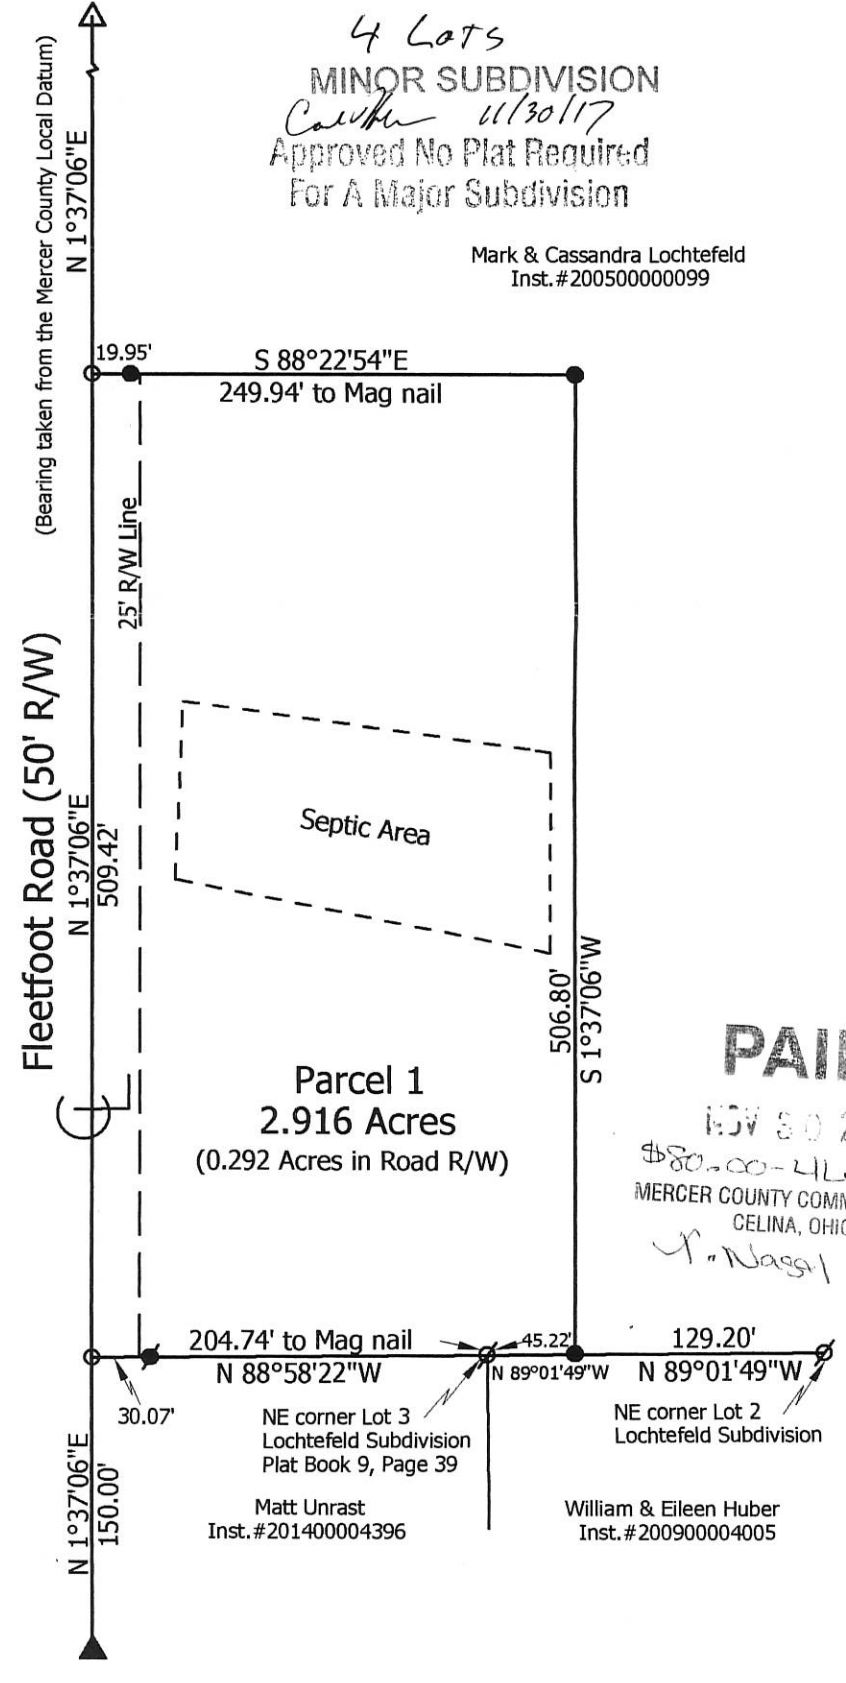 4 Lots
MINOR SUBDIVISION
11/30/17
Approved No Plat Required
For A Major Subdivision
(Bearing taken from the Mercer County Local Datum)
N 1°37'06"E
Mark & Cassandra Lochtefeld
Inst.#200500000099
19.95'
S 88°22'54"E
249.94' to Mag nail
25' R/W Line
Fleetfoot Road (50' R/W)
N 1°37'06"E
509.42'
Septic Area
506.80'
S 1°37'06"W
Parcel 1
2.916 Acres
(0.292 Acres in Road R/W)
PAI
NOV 30 2
$80.00-4L
MERCER COUNTY COMM
CELINA, OHIO
204.74' to Mag nail
N 88°58'22"W
45.22'
N 89°01'49"W
129.20'
N 89°01'49"W
30.07'
NE corner Lot 3
Lochtefeld Subdivision
Plat Book 9, Page 39
NE corner Lot 2
Lochtefeld Subdivision
N 1°37'06"E
150.00'
Matt Unrast
Inst.#201400004396
William & Eileen Huber
Inst.#200900004005